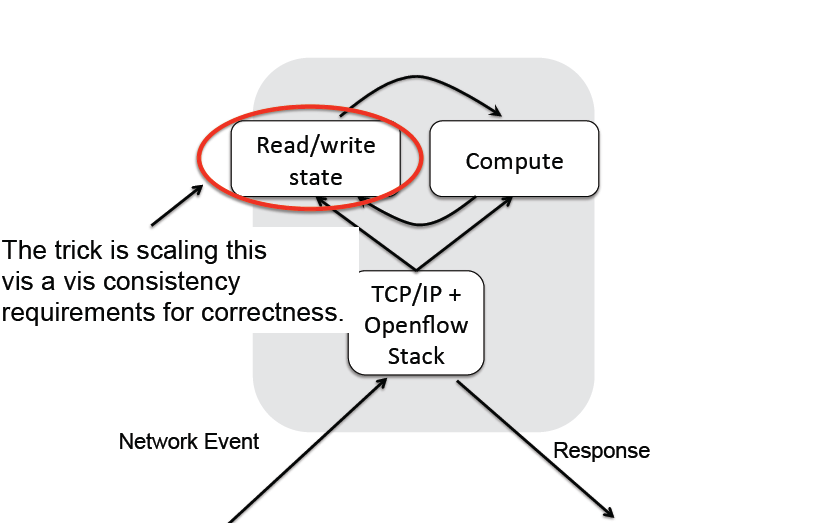 Read/write
state
Compute
The trick is scaling this
vis a vis consistency
requirements for correctness.
TCP/IP +
Openflow
Stack
Network Event
Response